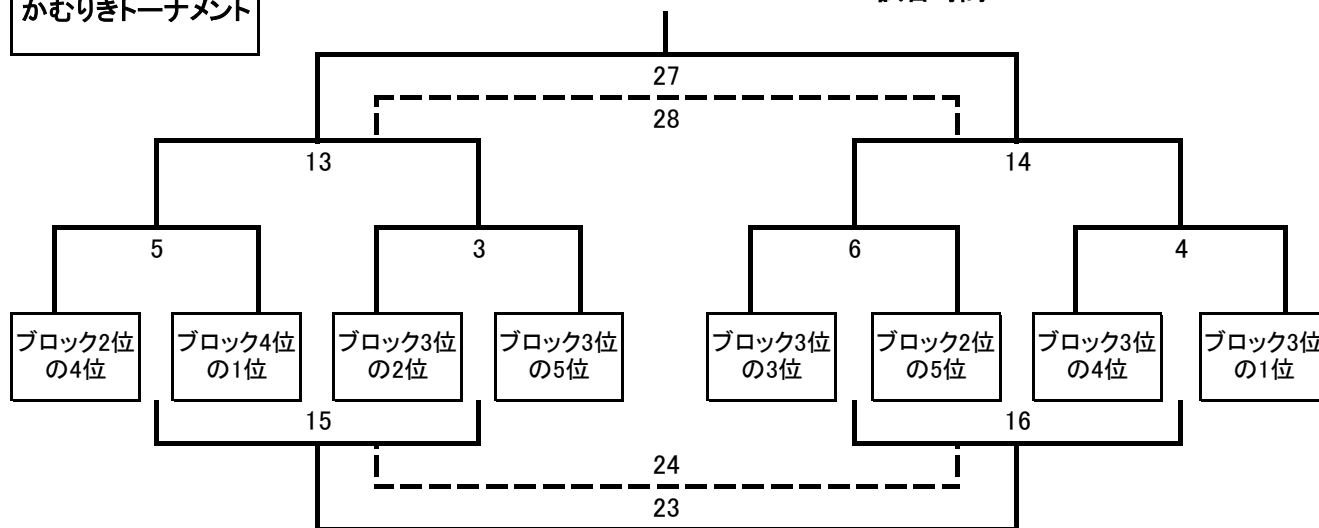 かむりきトーナメント
27
28
13
14
5
3
6
4
ブロック2位
の4位
ブロック4位
の1位
ブロック3位
の2位
ブロック3位
の5位
ブロック3位
の3位
ブロック2位
の5位
ブロック3位
の4位
ブロック3位
の1位
15
16
24
23